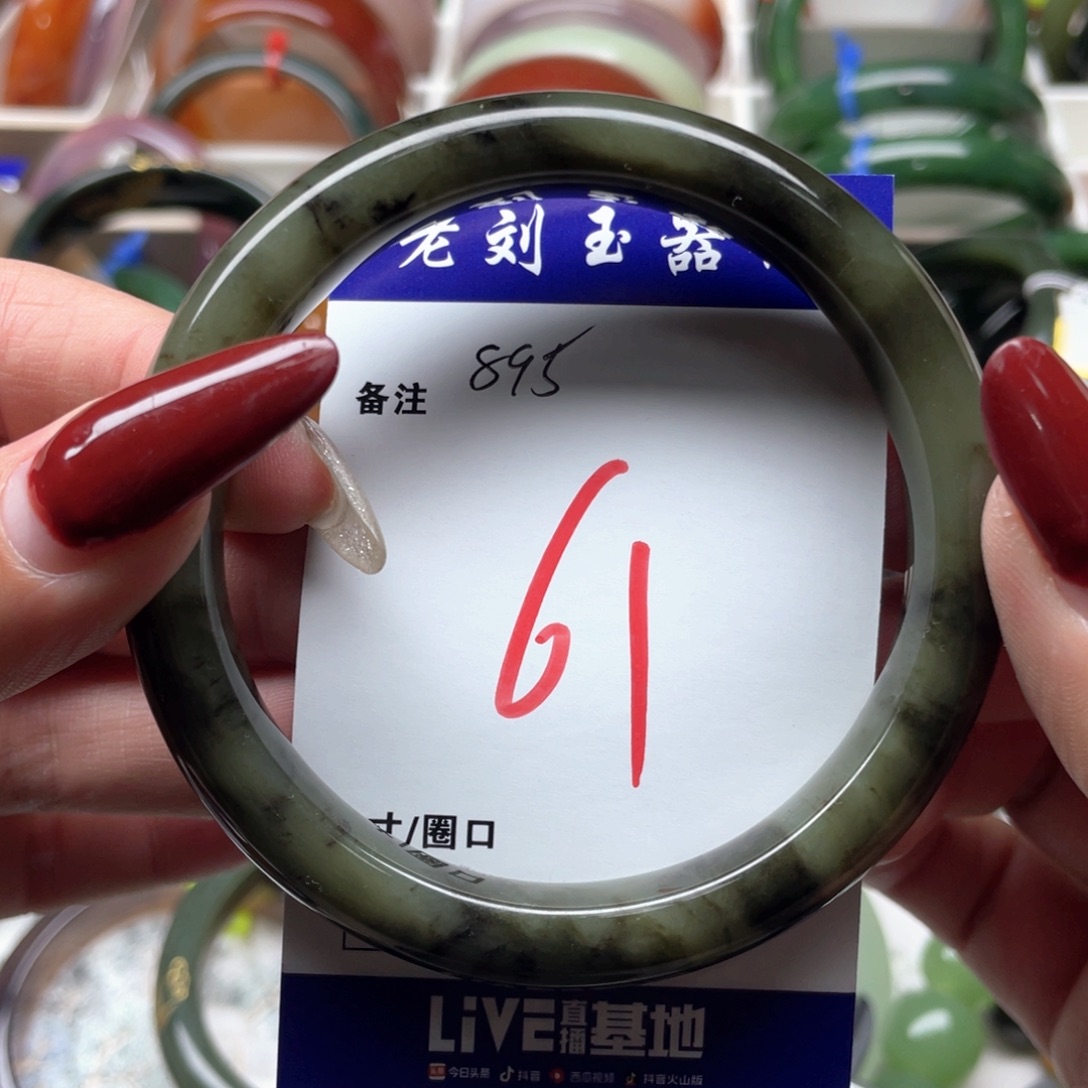 老刘玉器
备注 895
61
寸/圈口
LiVE直播基地
今日头条 抖音 西瓜视频 抖音火山版